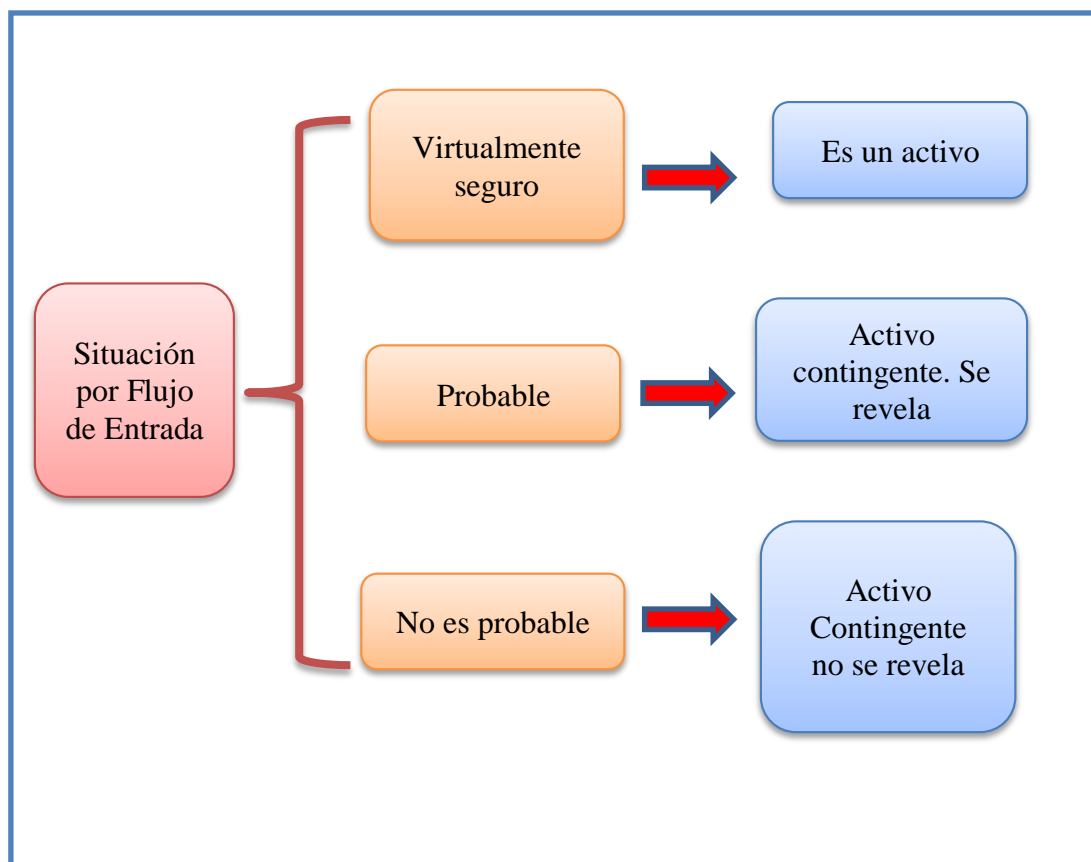 Situación
por Flujo
de Entrada
Virtualmente
seguro
Es un activo
Probable
Activo
contingente. Se
revela
No es probable
Activo
Contingente
no se revela